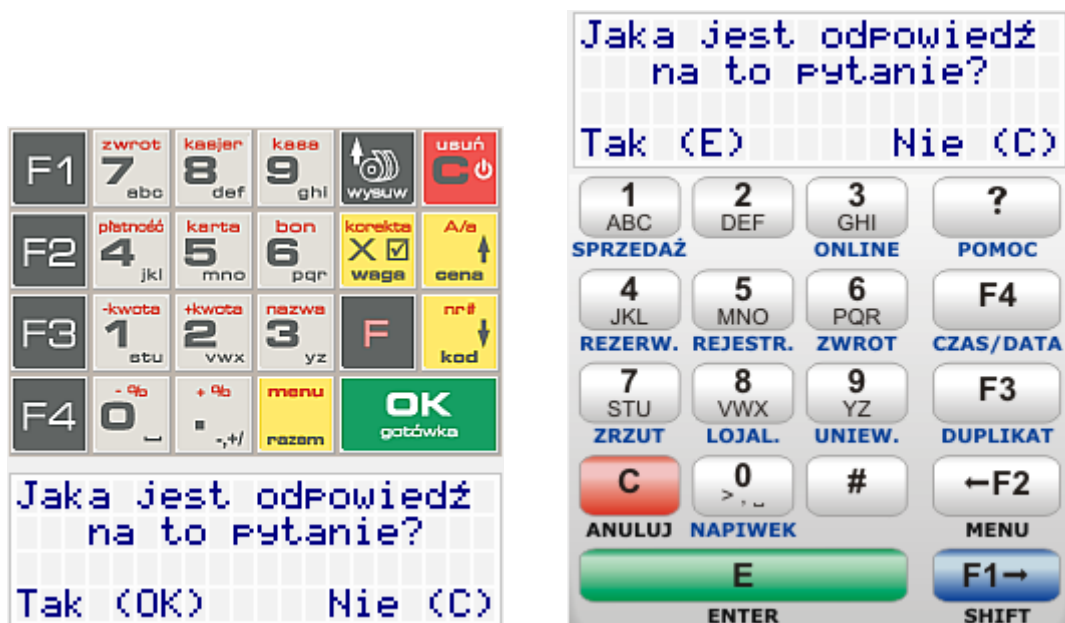 F1 zwrot 7 abc kasjer 8 def kasa 9 ghi wysuw usuń C
F2 płatność 4 jkl karta 5 mno bon 6 pqr korekta X waga A/a cena
F3 -kwota 1 stu +kwota 2 vwx nazwa 3 yz F nr# kod
F4 - % 0 + % . -,+/ menu razem OK gotówka
Jaka jest odpowiedź
na to pytanie?
Tak (OK) Nie (C)
Jaka jest odpowiedź
na to pytanie?
Tak (E) Nie (C)
1 2 3 ?
ABC DEF GHI
SPRZEDAŻ ONLINE POMOC
4 5 6 F4
JKL MNO PQR
REZERW. REJESTR. ZWROT CZAS/DATA
7 8 9 F3
STU VWX YZ
ZRZUT LOJAL. UNIEW. DUPLIKAT
C 0 # ←F2
> , ␣
ANULUJ NAPIWEK MENU
E F1→
ENTER SHIFT